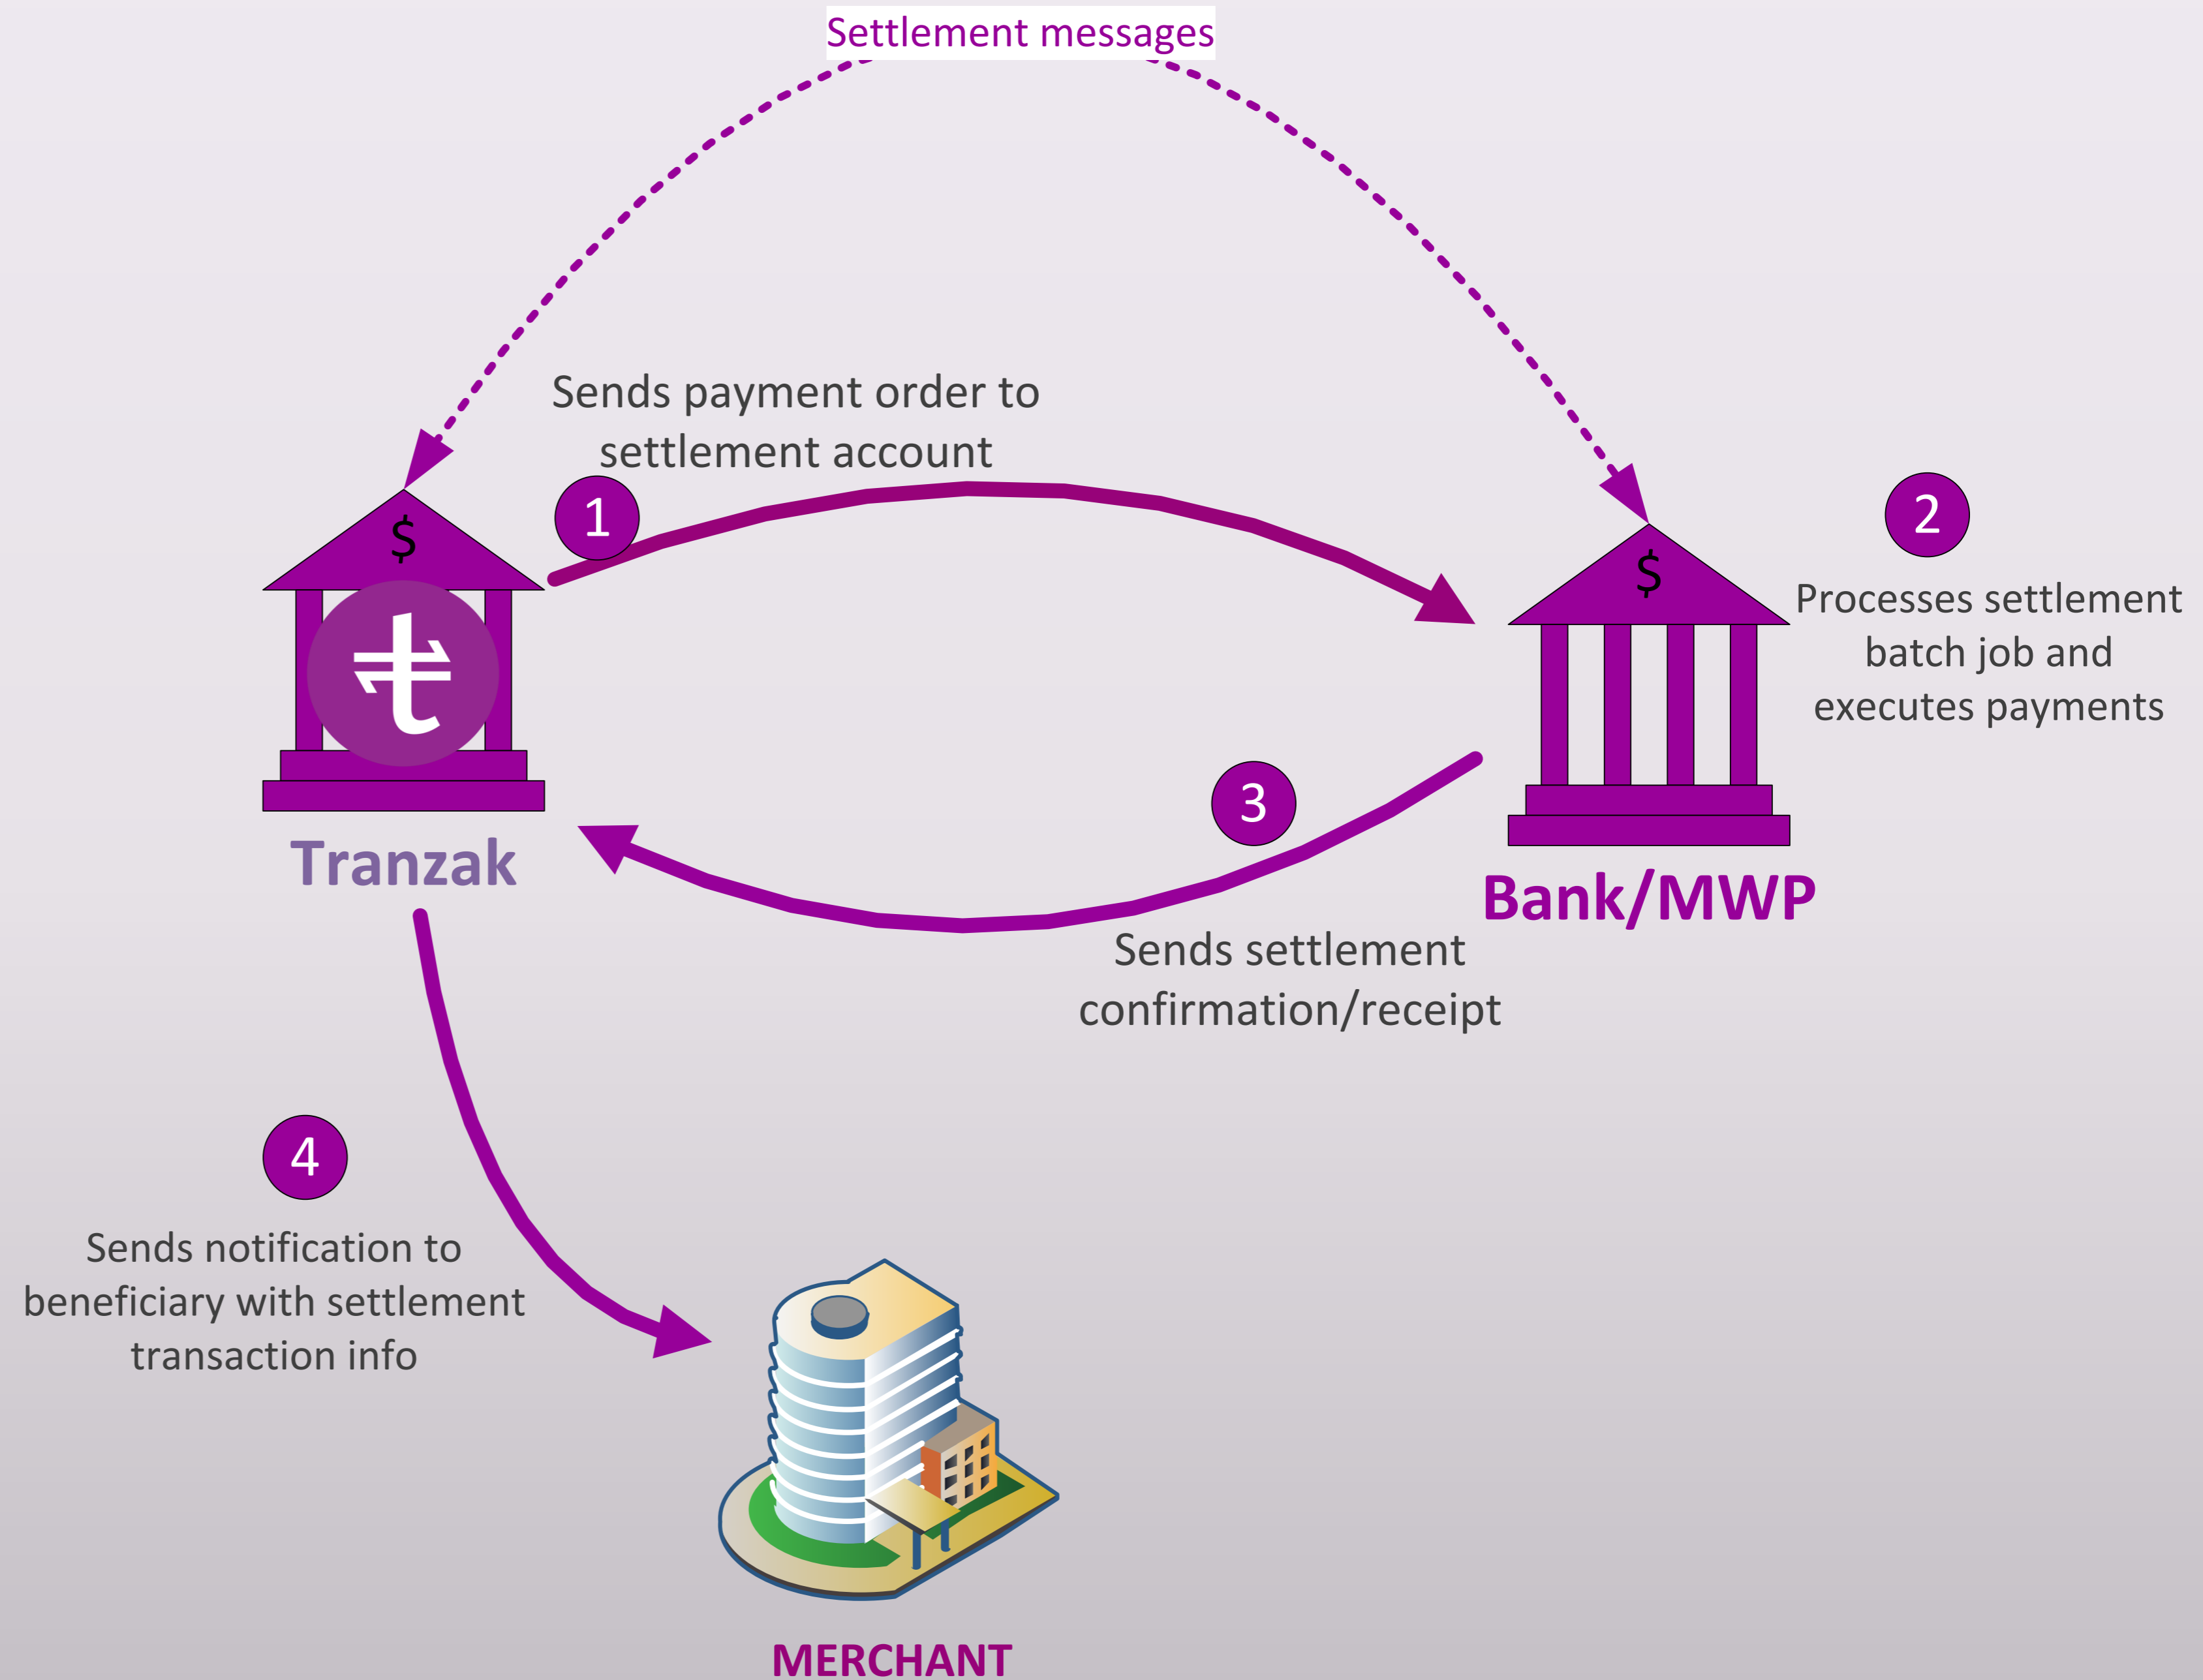 Settlement messages
Sends payment order to
settlement account
1
$
$
2
Processes settlement
batch job and
executes payments
3
Tranzak
Bank/MWP
Sends settlement
confirmation/receipt
4
Sends notification to
beneficiary with settlement
transaction info
MERCHANT